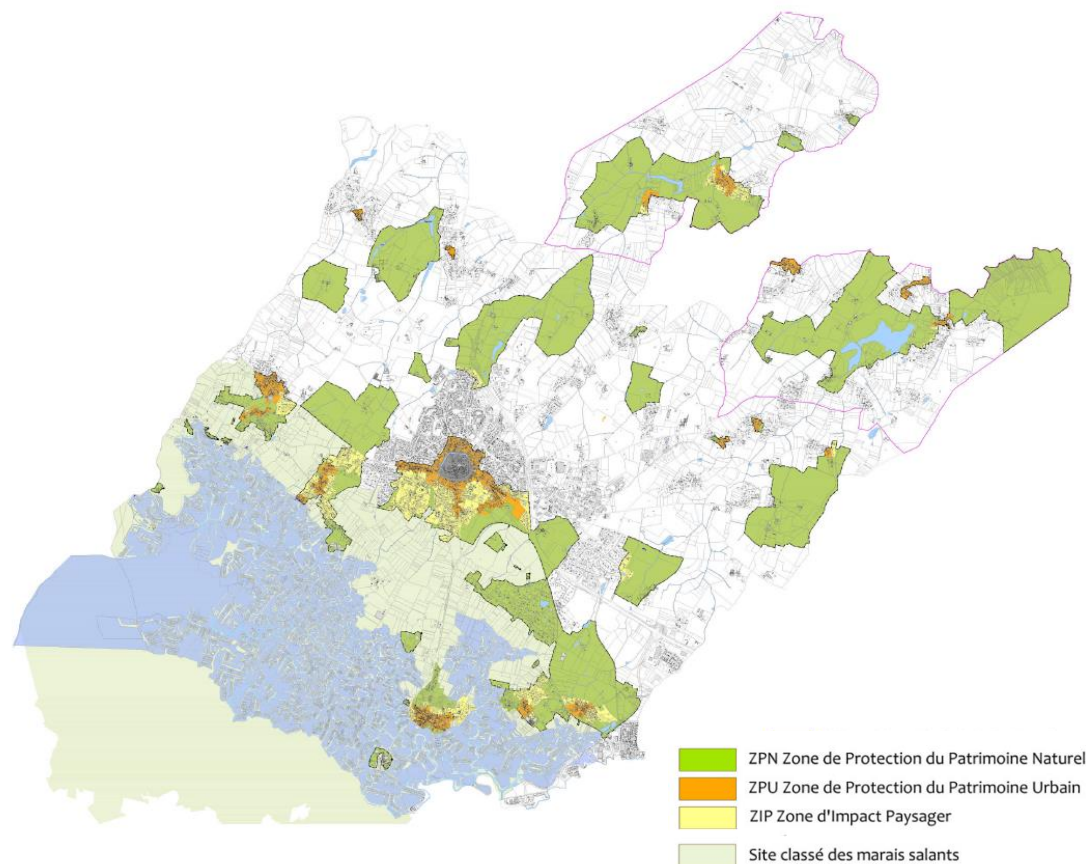 ZPN Zone de Protection du Patrimoine Naturel
ZPU Zone de Protection du Patrimoine Urbain
ZIP Zone d'Impact Paysager
Site classé des marais salants